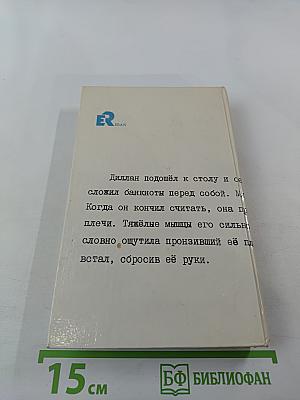 ER
Диллан подошёл к столу и се
сложил банкноты перед собой. М
Когда он кончил считать, она п
плечи. Тяжёлые мышцы его сильн
словно ощутила пронзивший её п
встал, сбросив её руки.
15 см
БФ БИБЛИОФАН